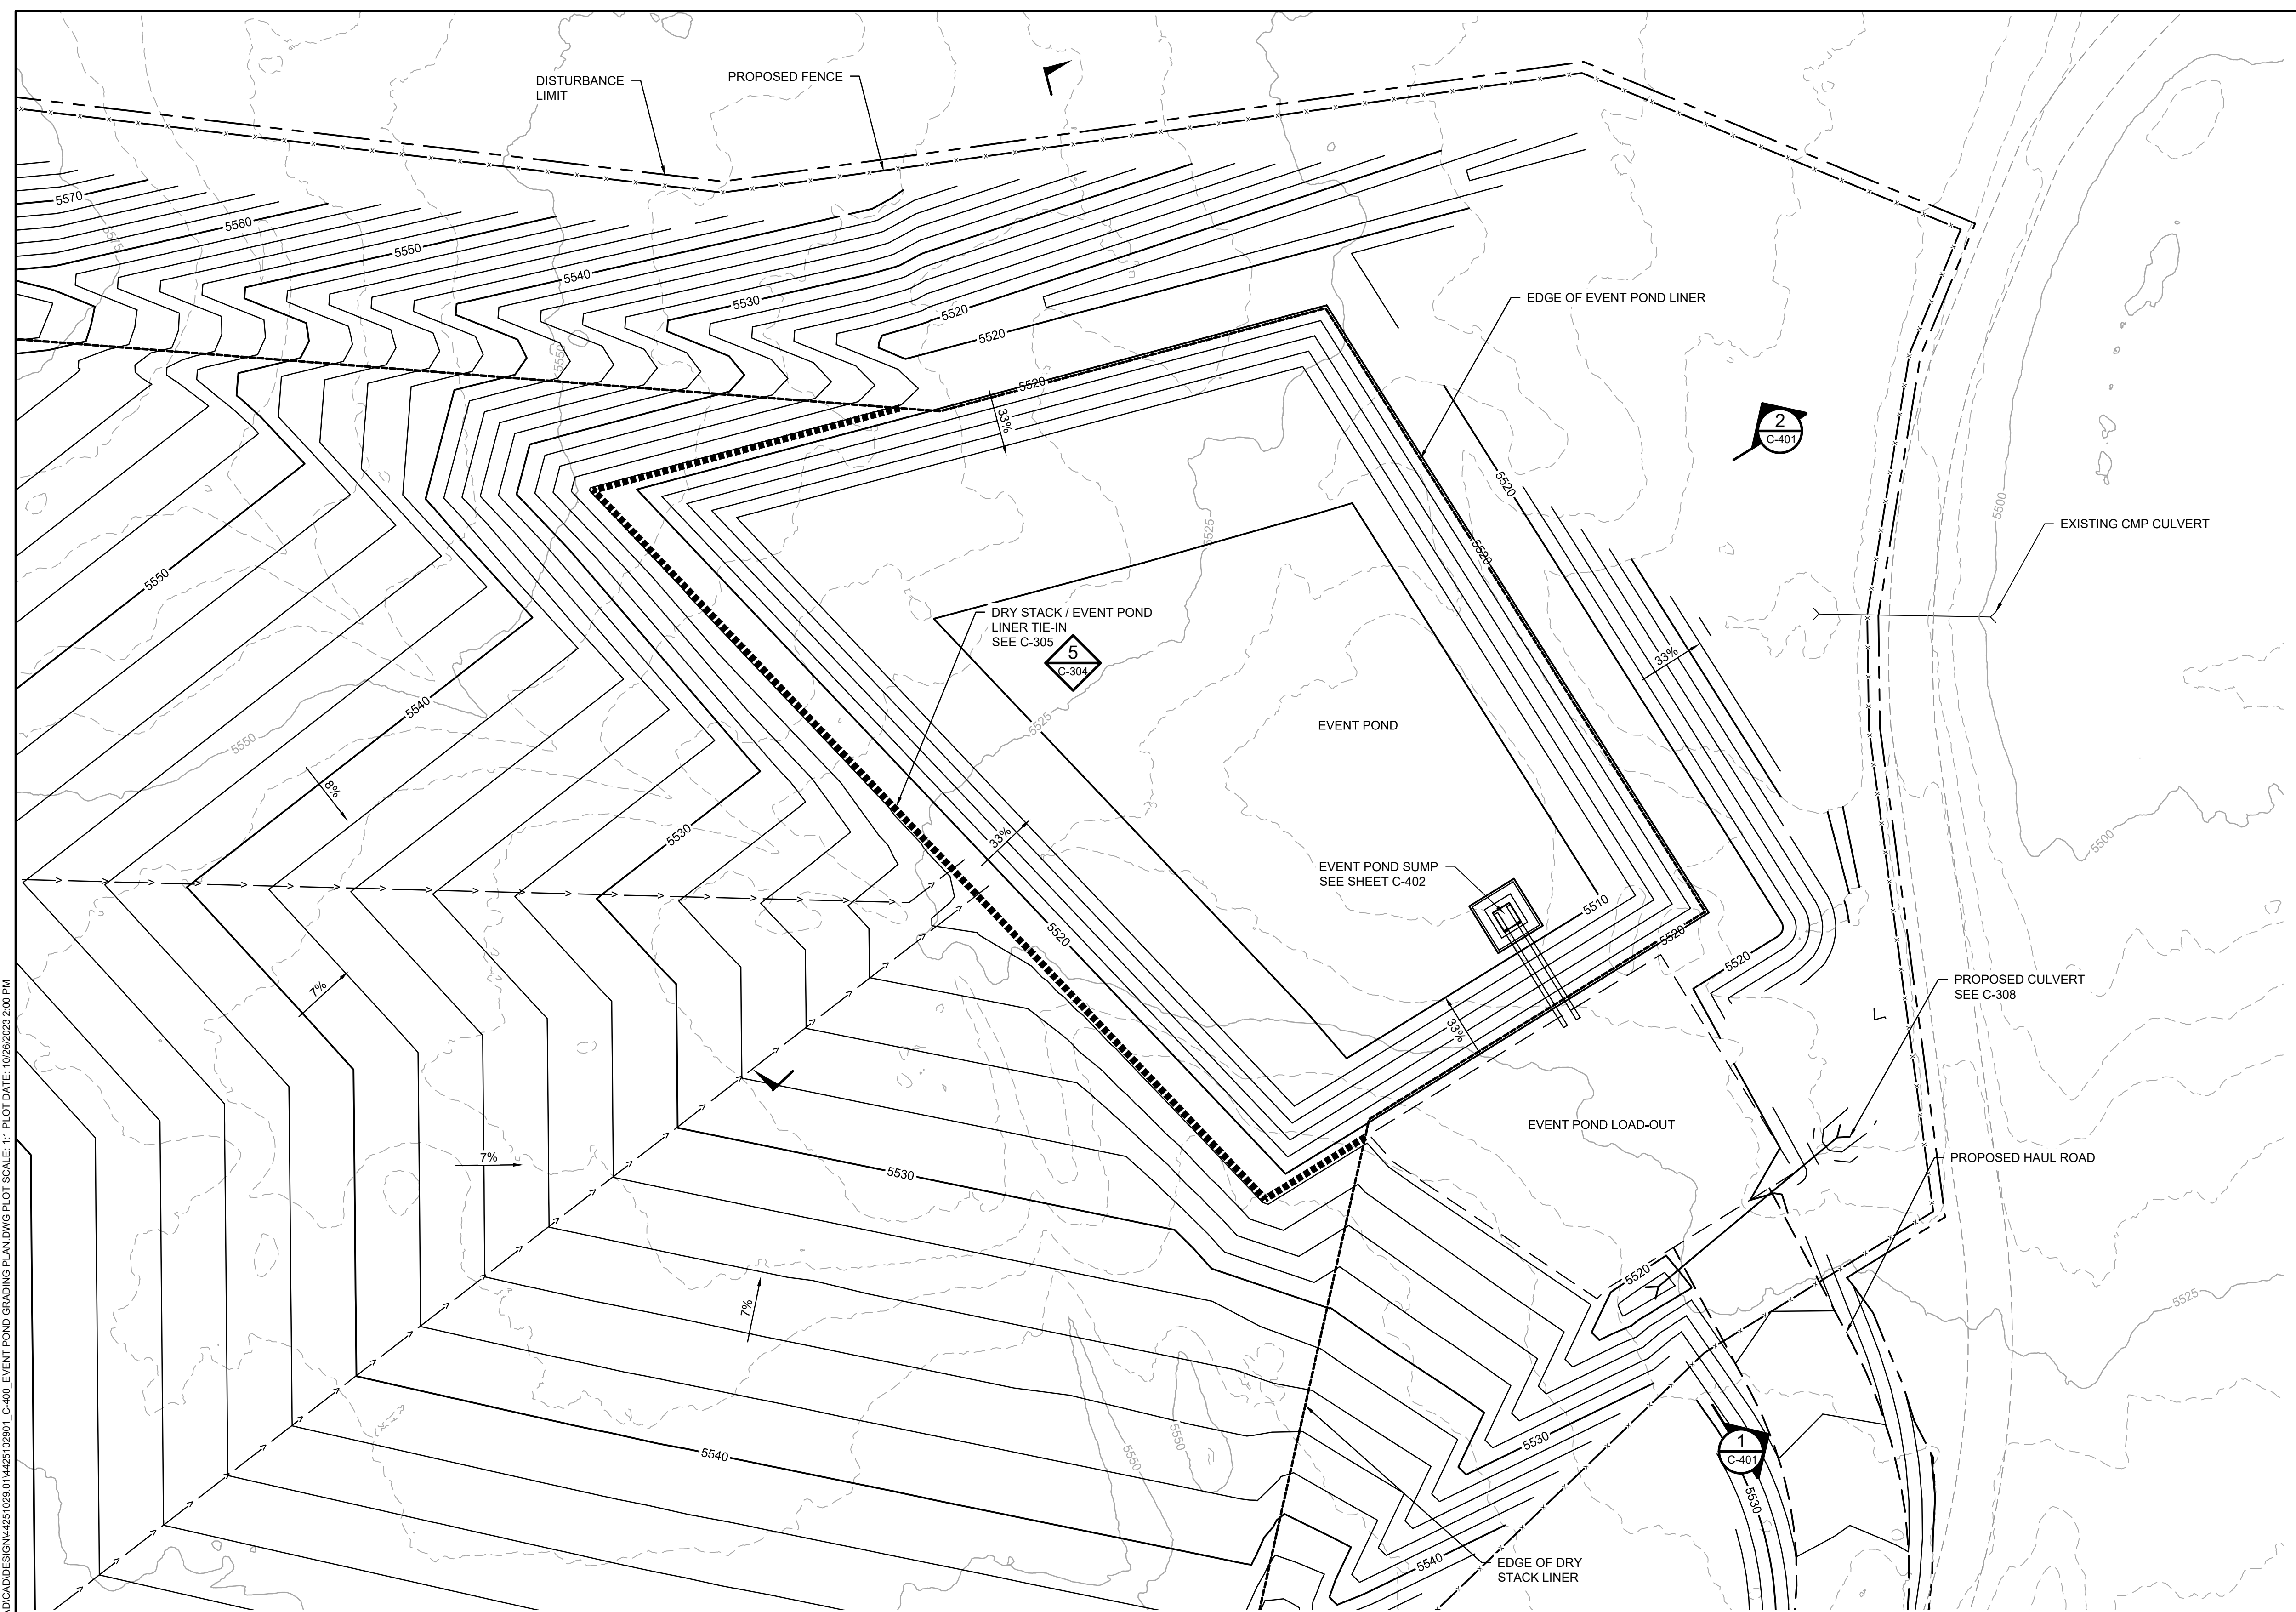 DISTURBANCE
LIMIT
PROPOSED FENCE
5570
5560
5575
5550
5540
5530
5520
5520
5520
EDGE OF EVENT POND LINER
33%
5550
2
C-401
5520
5500
5525
EXISTING CMP CULVERT
5520
5550
DRY STACK / EVENT POND
LINER TIE-IN
SEE C-305
5
C-304
33%
5540
5525
EVENT POND
5550
8%
5530
33%
5500
EVENT POND SUMP
SEE SHEET C-402
5510
5520
5520
5520
7%
PROPOSED CULVERT
SEE C-308
33%
EVENT POND LOAD-OUT
7%
5530
PROPOSED HAUL ROAD
5520
5525
7%
5550
5550
5540
5530
1
C-401
5530
5540
EDGE OF DRY
STACK LINER
AD\CAD\DESIGN\44251029.01\4425102901_C-400_EVENT POND GRADING PLAN.DWG PLOT SCALE: 1:1 PLOT DATE: 10/26/2023 2:00 PM